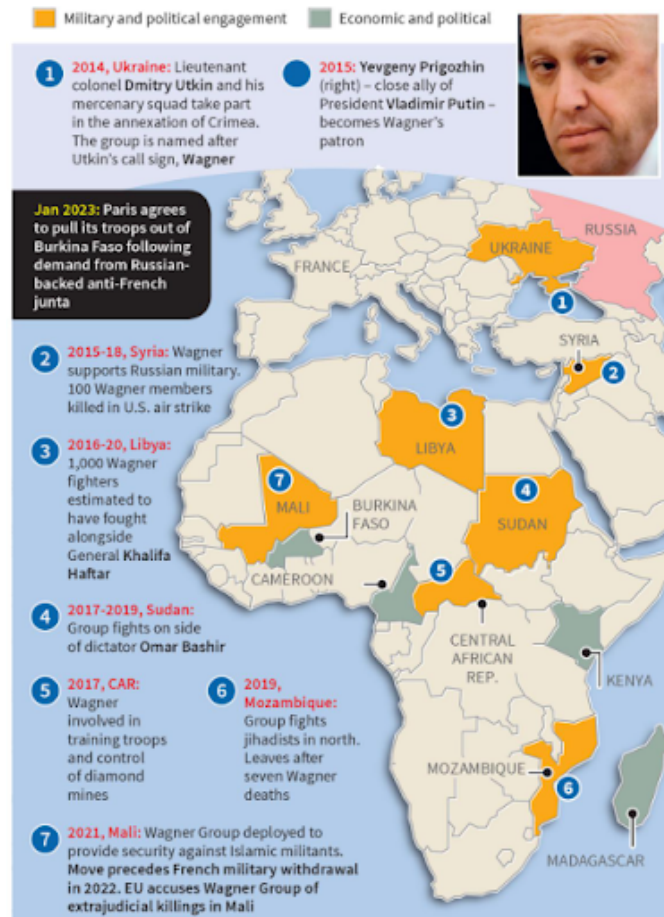 Military and political engagement
Economic and political
1 2014, Ukraine: Lieutenant
colonel Dmitry Utkin and his
mercenary squad take part
in the annexation of Crimea.
The group is named after
Utkin's call sign, Wagner
2015: Yevgeny Prigozhin
(right) – close ally of
President Vladimir Putin –
becomes Wagner's
patron
Jan 2023: Paris agrees
to pull its troops out of
Burkina Faso following
demand from Russian-
backed anti-French
junta
2 2015-18, Syria: Wagner
supports Russian military.
100 Wagner members
killed in U.S. air strike
3 2016-20, Libya:
1,000 Wagner
fighters
estimated to
have fought
alongside
General Khalifa
Haftar
4 2017-2019, Sudan:
Group fights on side
of dictator Omar Bashir
5 2017, CAR:
Wagner
involved in
training troops
and control
of diamond
mines
6 2019,
Mozambique:
Group fights
jihadists in north.
Leaves after
seven Wagner
deaths
7 2021, Mali: Wagner Group deployed to
provide security against Islamic militants.
Move precedes French military withdrawal
in 2022. EU accuses Wagner Group of
extrajudicial killings in Mali
RUSSIA
UKRAINE
FRANCE
1
SYRIA
2
3
LIBYA
7
MALI
BURKINA
FASO
4
SUDAN
CAMEROON
5
CENTRAL
AFRICAN
REP.
KENYA
MOZAMBIQUE
6
MADAGASCAR